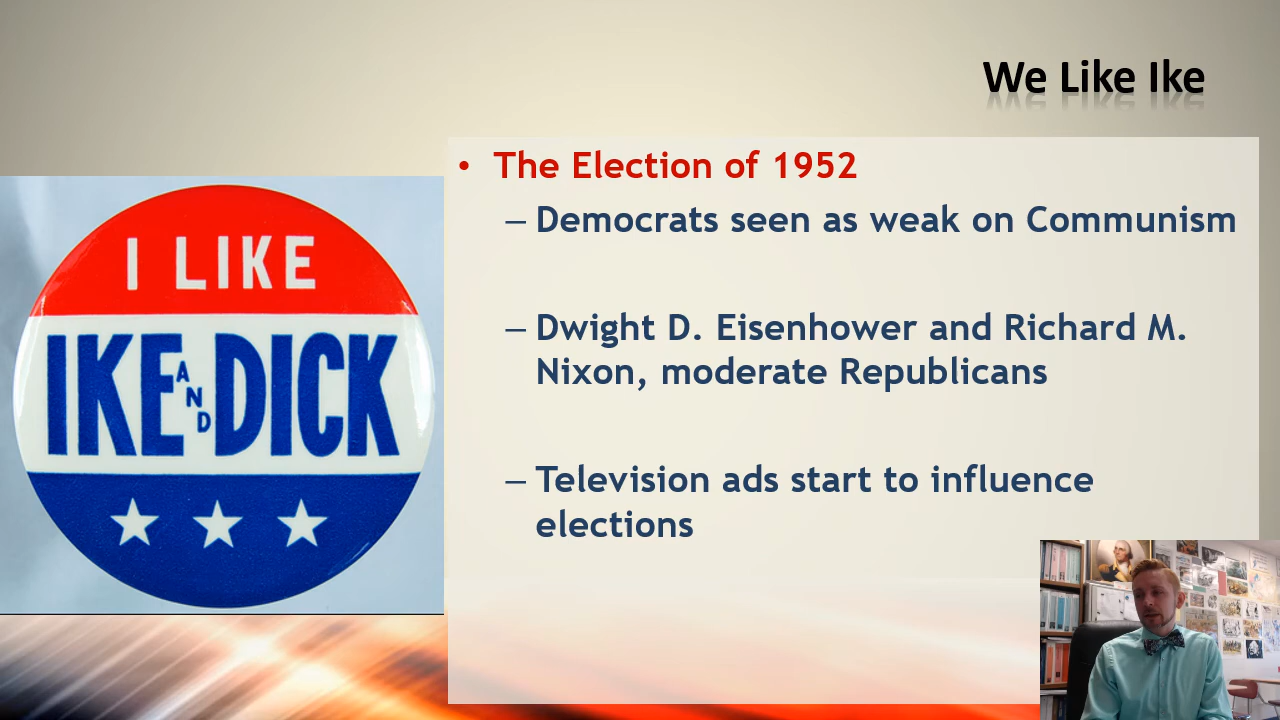 We Like Ike
• The Election of 1952
– Democrats seen as weak on Communism
– Dwight D. Eisenhower and Richard M.
Nixon, moderate Republicans
– Television ads start to influence
elections
I LIKE
IKE AND DICK